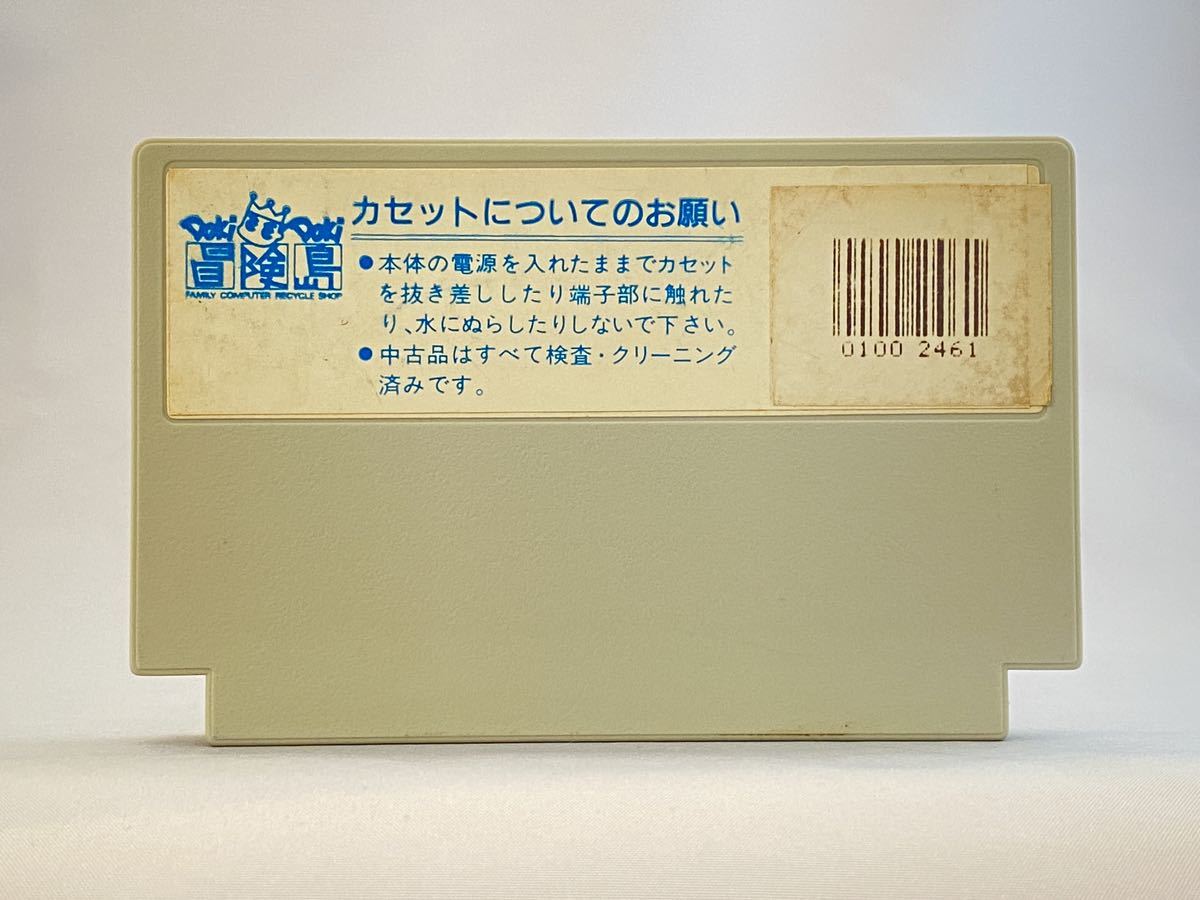 Doki Doki
冒険島
FAMILY COMPUTER RECYCLE SHOP
カセットについてのお願い
●本体の電源を入れたままでカセット
を抜き差ししたり端子部に触れた
り、水にぬらしたりしないで下さい。
●中古品はすべて検査・クリーニング
済みです。
0100 2461